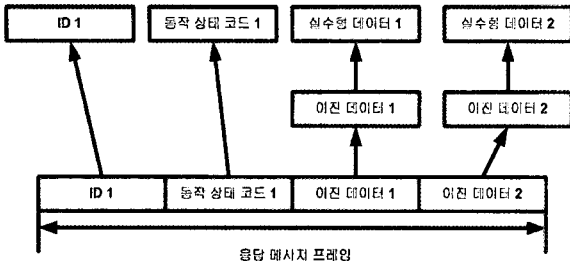 ID 1 동작 상태 코드 1 실수형 데이터 1 실수형 데이터 2
이진 데이터 1 이진 데이터 2
ID 1 동작 상태 코드 1 이진 데이터 1 이진 데이터 2
응답 메시지 프레임